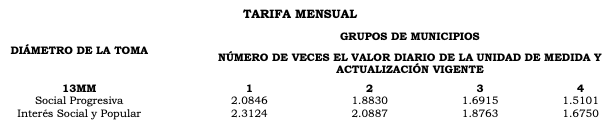 TARIFA MENSUAL
GRUPOS DE MUNICIPIOS
DIÁMETRO DE LA TOMA
NÚMERO DE VECES EL VALOR DIARIO DE LA UNIDAD DE MEDIDA Y
ACTUALIZACIÓN VIGENTE
13MM 1 2 3 4
Social Progresiva 2.0846 1.8830 1.6915 1.5101
Interés Social y Popular 2.3124 2.0887 1.8763 1.6750